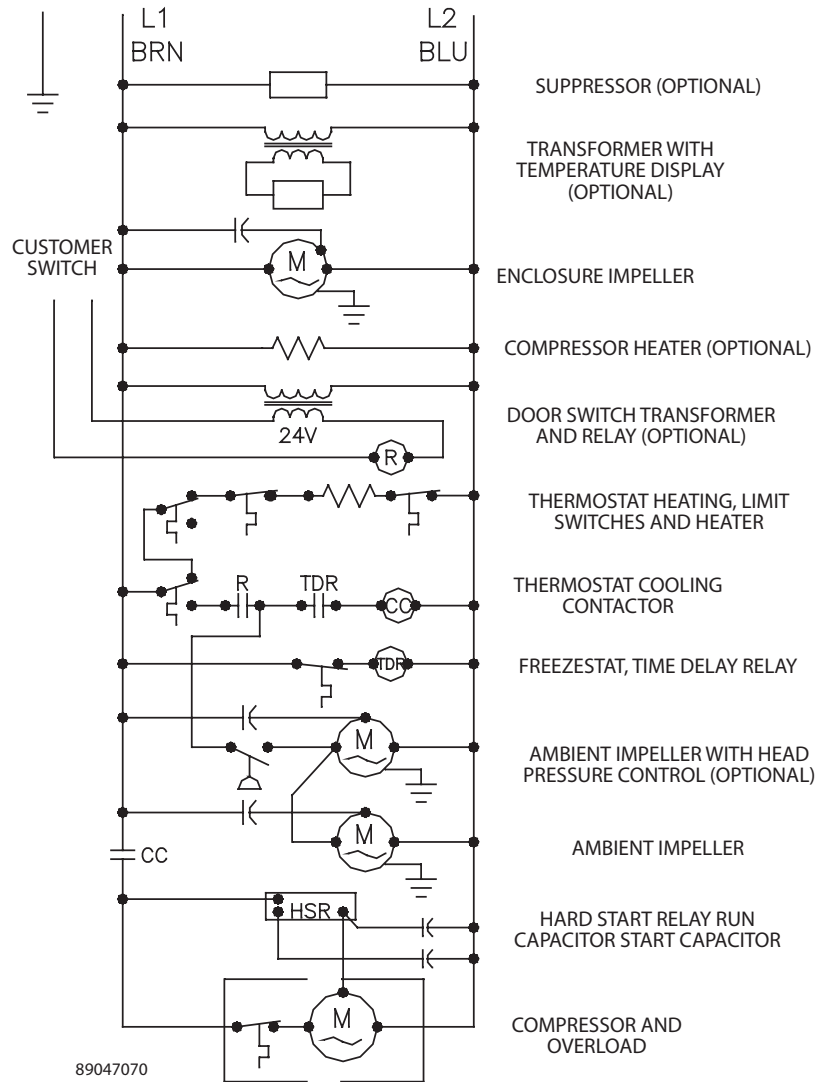 L1
BRN
L2
BLU
SUPPRESSOR (OPTIONAL)
TRANSFORMER WITH
TEMPERATURE DISPLAY
(OPTIONAL)
CUSTOMER
SWITCH
M
ENCLOSURE IMPELLER
COMPRESSOR HEATER (OPTIONAL)
24V
R
DOOR SWITCH TRANSFORMER
AND RELAY (OPTIONAL)
THERMOSTAT HEATING, LIMIT
SWITCHES AND HEATER
R
TDR
CC
THERMOSTAT COOLING
CONTACTOR
TDR
FREEZESTAT, TIME DELAY RELAY
M
AMBIENT IMPELLER WITH HEAD
PRESSURE CONTROL (OPTIONAL)
M
AMBIENT IMPELLER
CC
HSR
HARD START RELAY RUN
CAPACITOR START CAPACITOR
M
COMPRESSOR AND
OVERLOAD
89047070